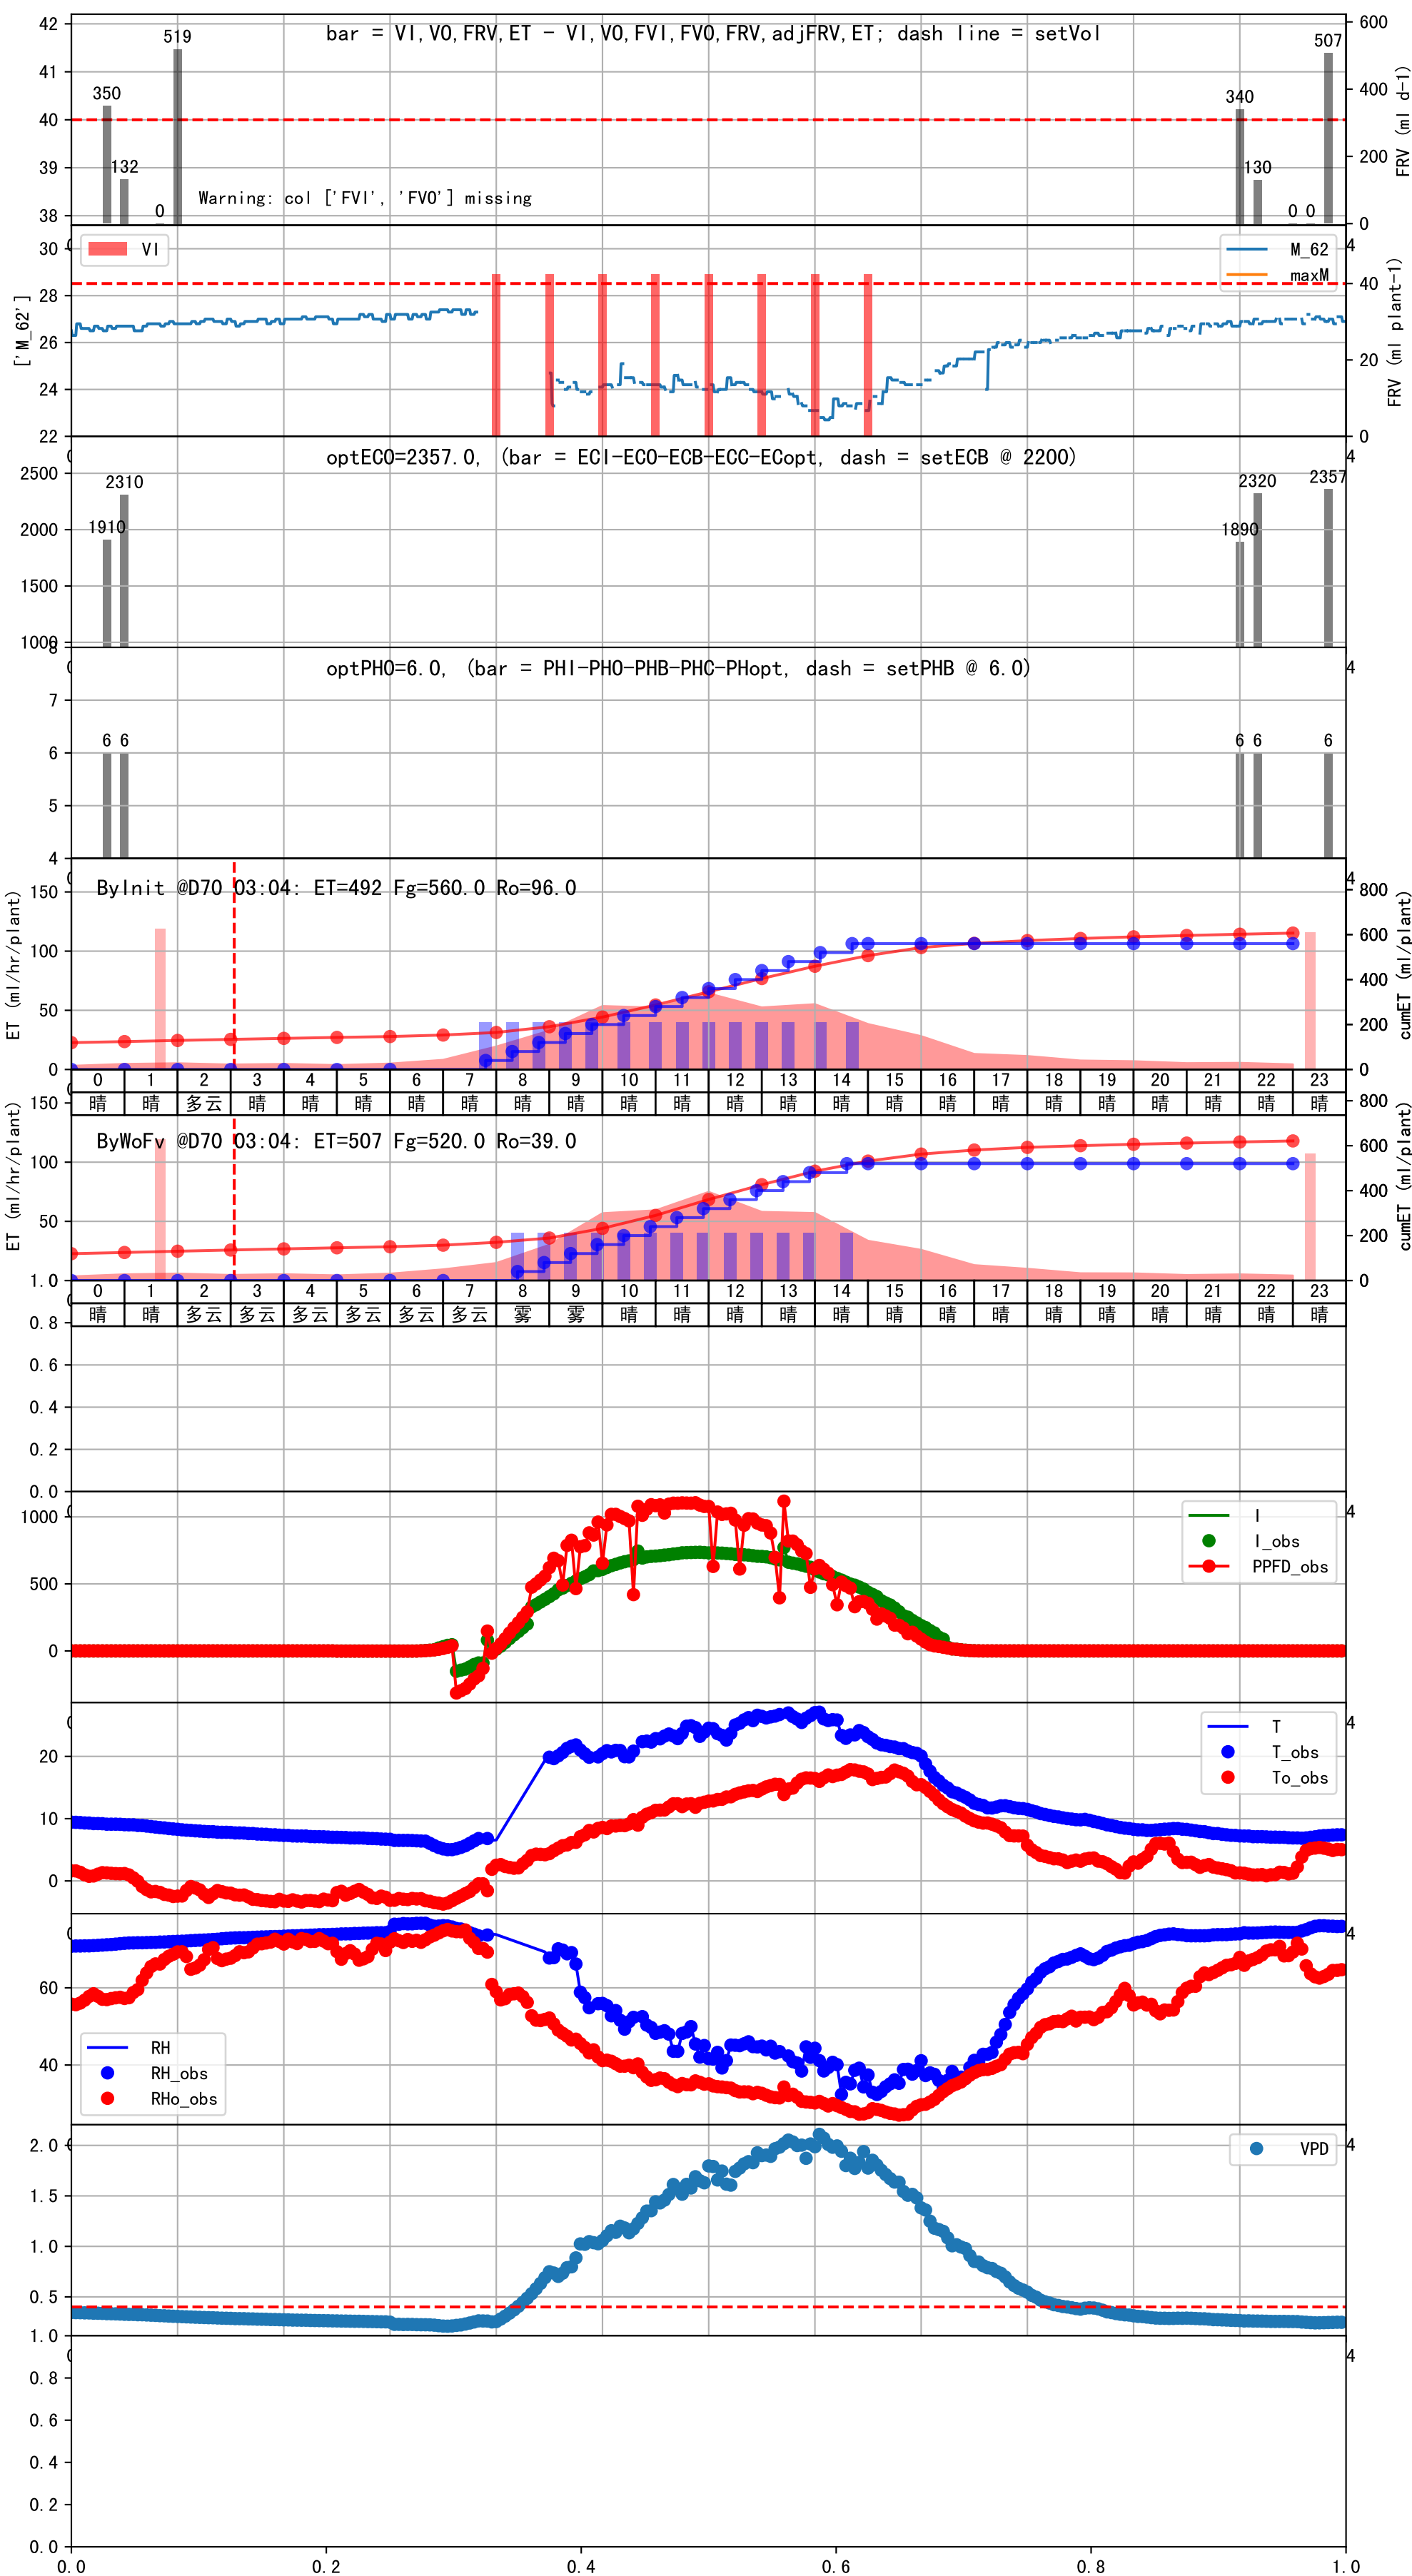 bar = VI,VO,FRV,ET - VI,VO,FVI,FVO,FRV,adjFRV,ET; dash line = setVol
42 41 40 39 38
350 132 0 519 340 130 0 0 507
Warning: col ['FVI', 'FVO'] missing
600 400 200 0
FRV (ml d-1)
VI
M_62
maxM
['M_62']
30 28 26 24 22
40 20 0
FRV (ml plant-1)
optECO=2357.0, (bar = ECI-ECO-ECB-ECC-ECopt, dash = setECB @ 2200)
2500 2000 1500 1000
1910 2310 1890 2320 2357
optPHO=6.0, (bar = PHI-PHO-PHB-PHC-PHopt, dash = setPHB @ 6.0)
8 7 6 5 4
6 6 6 6 6
ByInit @D70 03:04: ET=492 Fg=560.0 Ro=96.0
ET (ml/hr/plant)
150 100 50 0
800 600 400 200 0
cumET (ml/plant)
0 1 2 3 4 5 6 7 8 9 10 11 12 13 14 15 16 17 18 19 20 21 22 23
晴 晴 多云 晴 晴 晴 晴 晴 晴 晴 晴 晴 晴 晴 晴 晴 晴 晴 晴 晴 晴 晴 晴 晴
ByWoFv @D70 03:04: ET=507 Fg=520.0 Ro=39.0
ET (ml/hr/plant)
150 100 50
800 600 400 200 0
cumET (ml/plant)
0 1 2 3 4 5 6 7 8 9 10 11 12 13 14 15 16 17 18 19 20 21 22 23
晴 晴 多云 多云 多云 多云 多云 多云 雾 雾 晴 晴 晴 晴 晴 晴 晴 晴 晴 晴 晴 晴 晴 晴
1.0 0.8 0.6 0.4 0.2 0.0
1000 500 0
I
I_obs
PPFD_obs
20 10 0
T
T_obs
To_obs
60 40
RH
RH_obs
RHo_obs
2.0 1.5 1.0 0.5
VPD
1.0 0.8 0.6 0.4 0.2 0.0
0.0 0.2 0.4 0.6 0.8 1.0